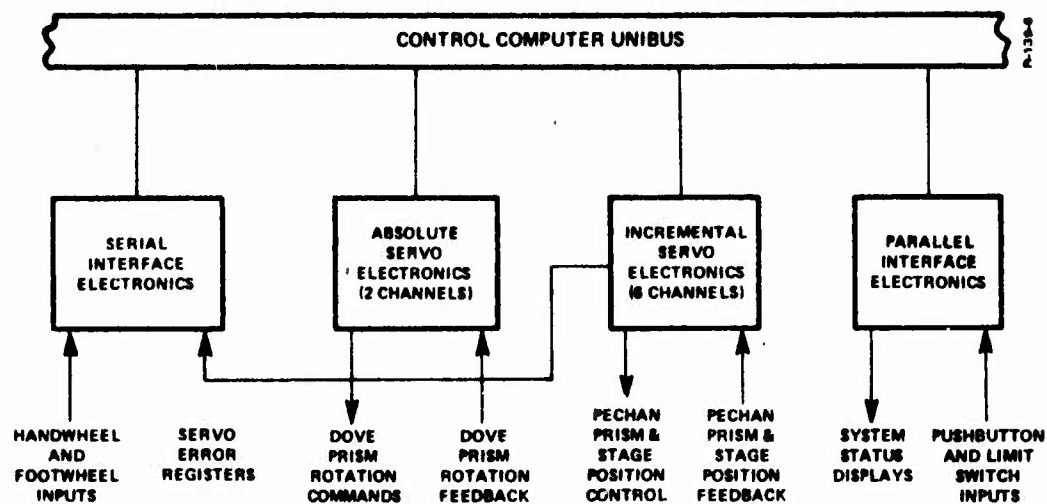 CONTROL COMPUTER UNIBUS
P-139-6
SERIAL
INTERFACE
ELECTRONICS
ABSOLUTE
SERVO
ELECTRONICS
(2 CHANNELS)
INCREMENTAL
SERVO
ELECTRONICS
(6 CHANNELS)
PARALLEL
INTERFACE
ELECTRONICS
HANDWHEEL
AND
FOOTWHEEL
INPUTS
SERVO
ERROR
REGISTERS
DOVE
PRISM
ROTATION
COMMANDS
DOVE
PRISM
ROTATION
FEEDBACK
PECHAN
PRISM &
STAGE
POSITION
CONTROL
PECHAN
PRISM &
STAGE
POSITION
FEEDBACK
SYSTEM
STATUS
DISPLAYS
PUSHBUTTON
AND LIMIT
SWITCH
INPUTS